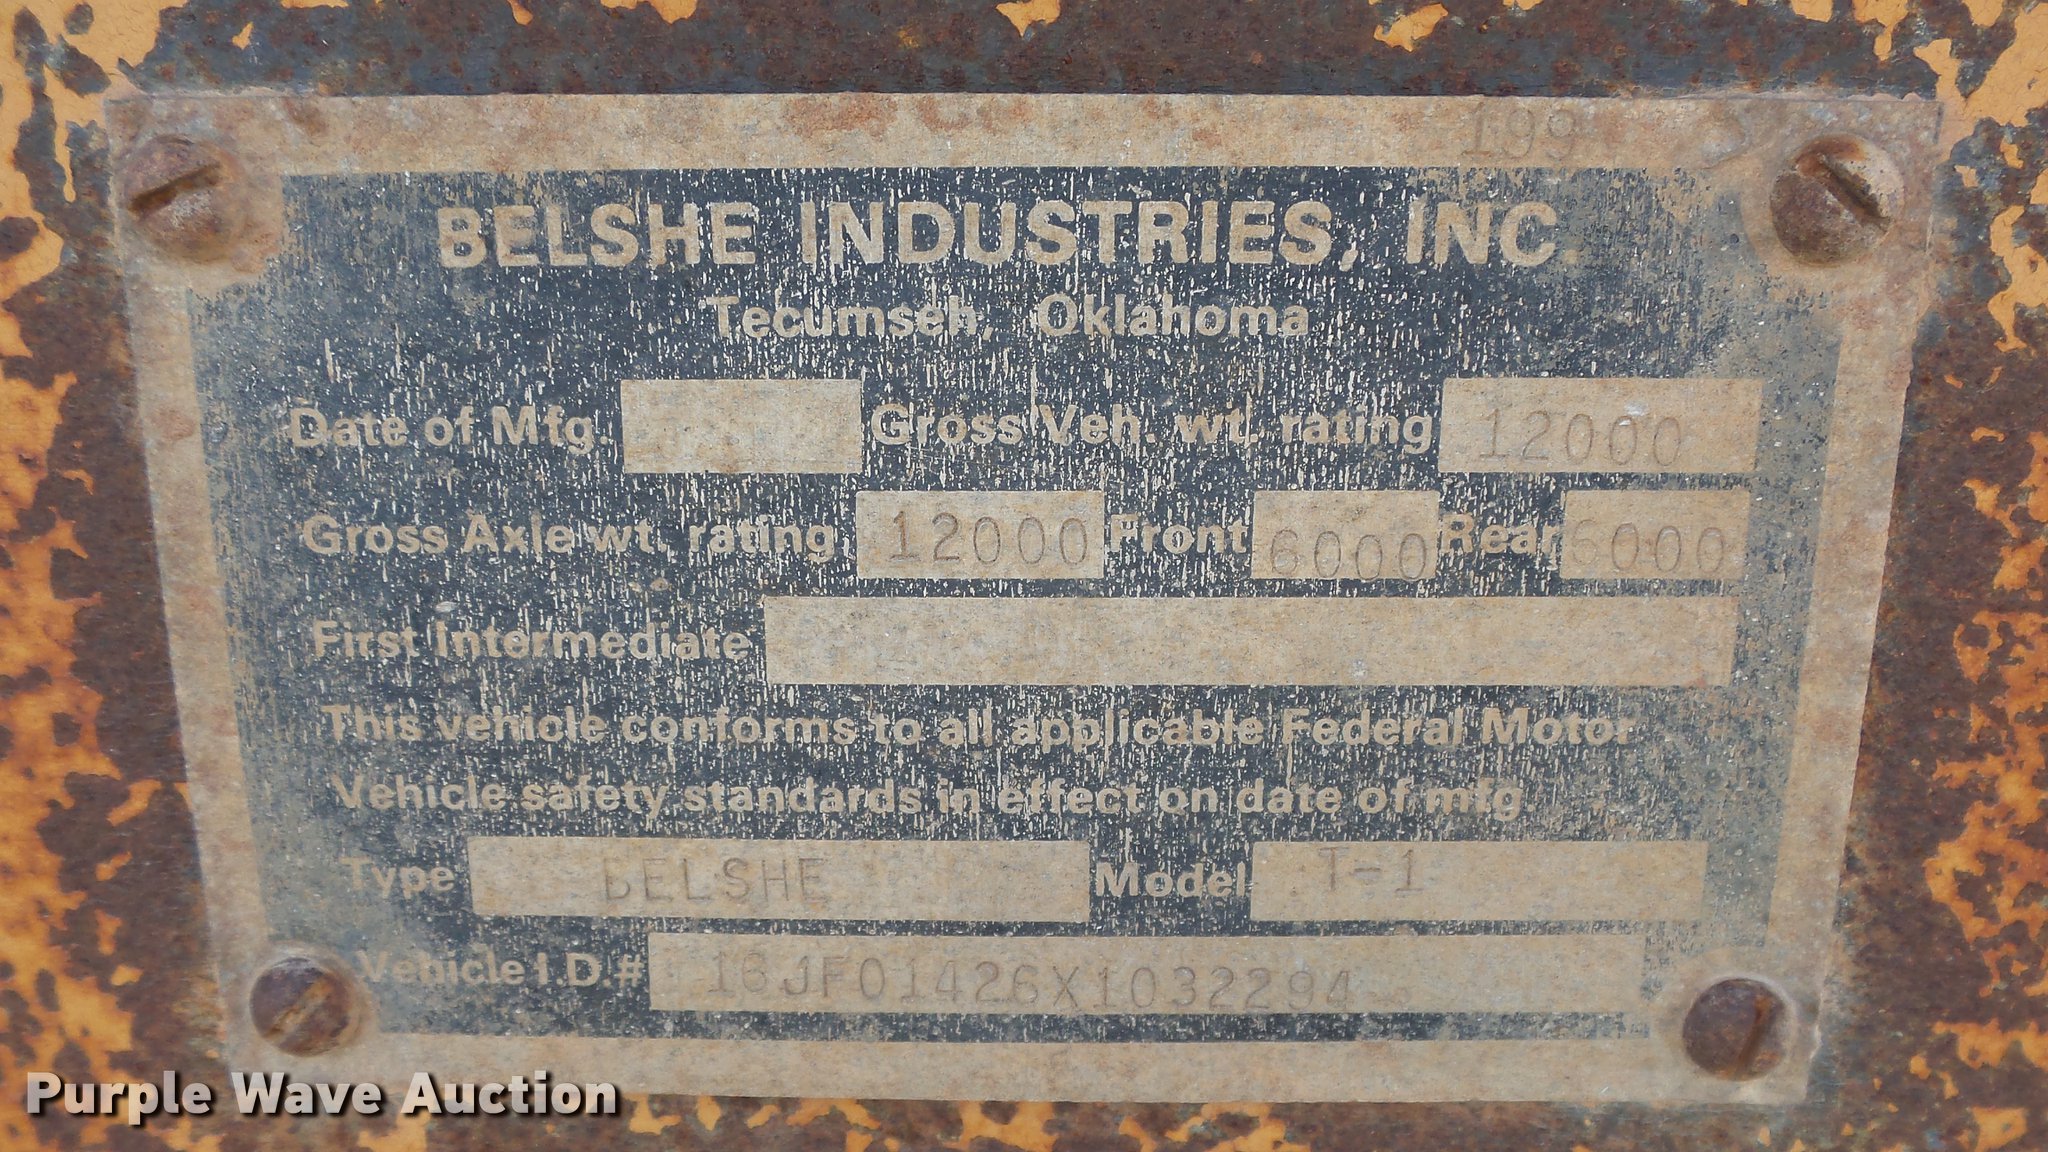 199
BELSHE INDUSTRIES, INC.
Tecumseh, Oklahoma
Date of Mfg. Gross Veh. wt. rating 12000
Gross Axle wt. rating 12000 Front 6000 Rear 6000
First Intermediate
This vehicle conforms to all applicable Federal Motor
Vehicle safety standards in effect on date of mfg.
Type BELSHE Model T-1
Vehicle I.D.# 16JF01426X1032294
Purple Wave Auction